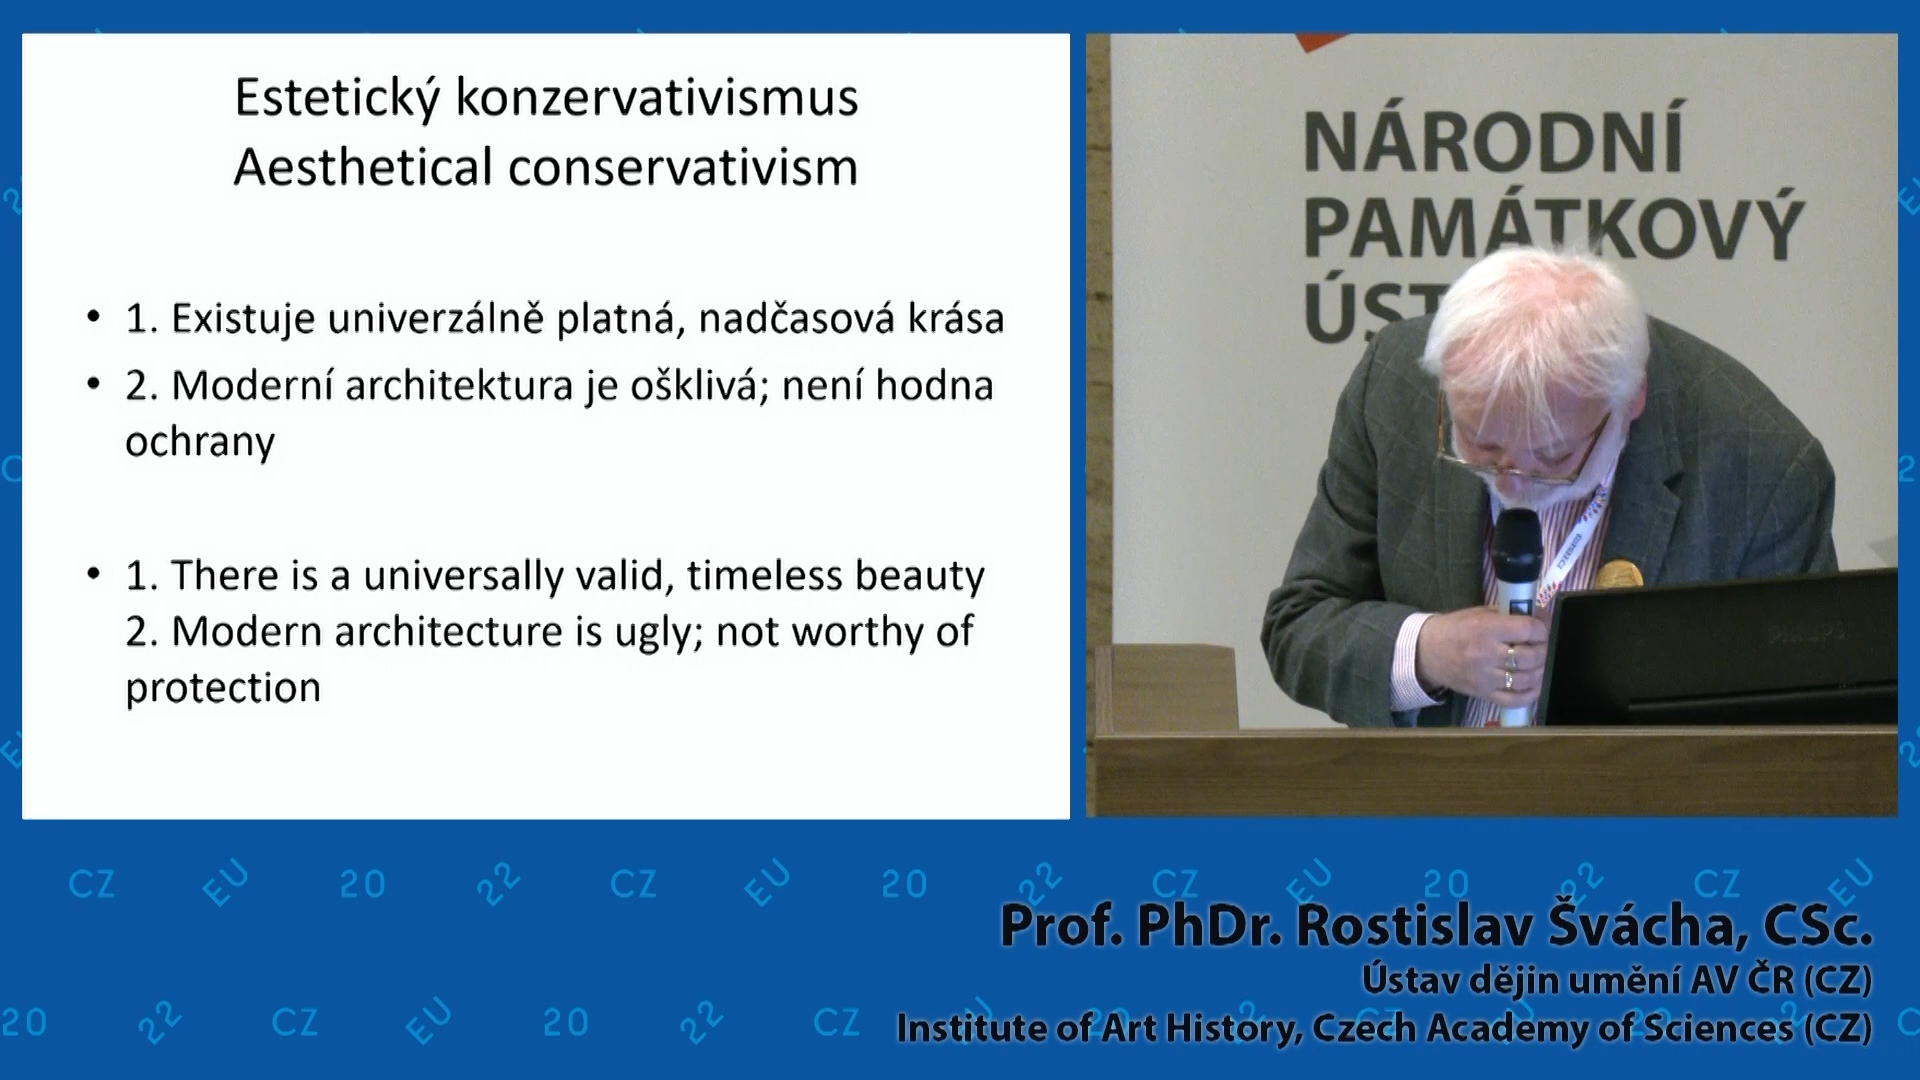 Estetický konzervativismus
Aesthetical conservativism
• 1. Existuje univerzálně platná, nadčasová krása
• 2. Moderní architektura je ošklivá; není hodna
ochrany
• 1. There is a universally valid, timeless beauty
2. Modern architecture is ugly; not worthy of
protection
NÁRODNÍ
PAMÁTKOVÝ
PHILIPS
CZ EU 20 22 CZ EU 20 22 CZ EU 20 22 CZ EU
Prof. PhDr. Rostislav Švácha, CSc.
Ústav dějin umění AV ČR (CZ)
20 22 CZ EU 20 22 CZ
Institute of Art History, Czech Academy of Sciences (CZ)